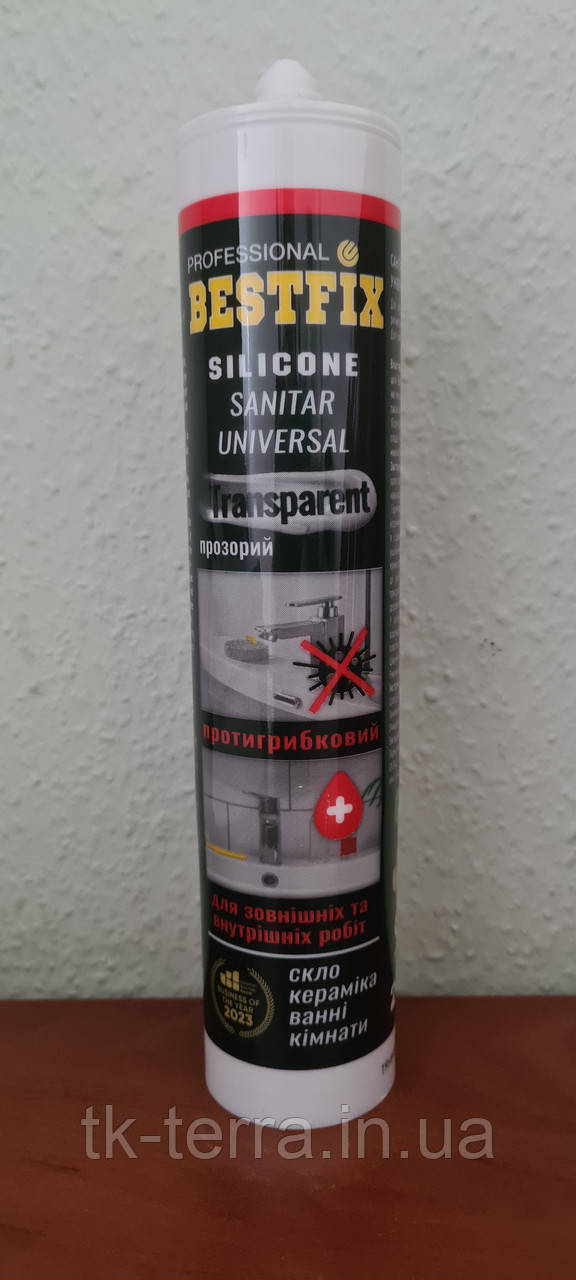 PROFESSIONAL
BESTFIX
SILICONE
SANITAR
UNIVERSAL
Transparent
прозорий
протигрибковий
для зовнішніх та
внутрішніх робіт
BUSINESS OF
THE YEAR
2023
скло
кераміка
ванні
кімнати
tk-terra.in.ua